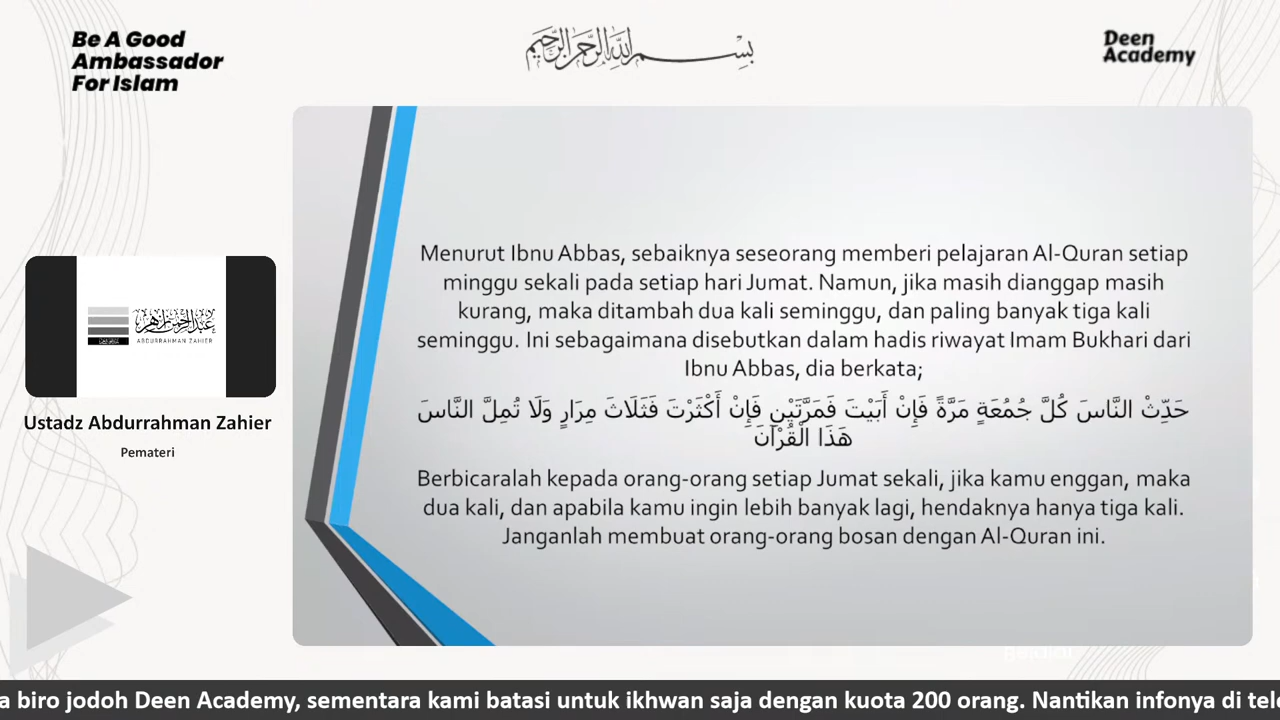 Be A Good
Ambassador
For Islam
بِسْمِ اللَّهِ الرَّحْمَٰنِ الرَّحِيمِ
Deen
Academy
Menurut Ibnu Abbas, sebaiknya seseorang memberi pelajaran Al-Quran setiap
minggu sekali pada setiap hari Jumat. Namun, jika masih dianggap masih
kurang, maka ditambah dua kali seminggu, dan paling banyak tiga kali
seminggu. Ini sebagaimana disebutkan dalam hadis riwayat Imam Bukhari dari
Ibnu Abbas, dia berkata;
حَدِّثْ النَّاسَ كُلَّ جُمُعَةٍ مَرَّةً فَإِنْ أَبَيْتَ فَمَرَّتَيْنِ فَإِنْ أَكْثَرْتَ فَثَلَاثَ مِرَارٍ وَلَا تُمِلَّ النَّاسَ
هَذَا الْقُرْآنَ
Berbicaralah kepada orang-orang setiap Jumat sekali, jika kamu enggan, maka
dua kali, dan apabila kamu ingin lebih banyak lagi, hendaknya hanya tiga kali.
Janganlah membuat orang-orang bosan dengan Al-Quran ini.
ABDURRAHMAN ZAHIER
Ustadz Abdurrahman Zahier
Pemateri
a biro jodoh Deen Academy, sementara kami batasi untuk ikhwan saja dengan kuota 200 orang. Nantikan infonya di tel